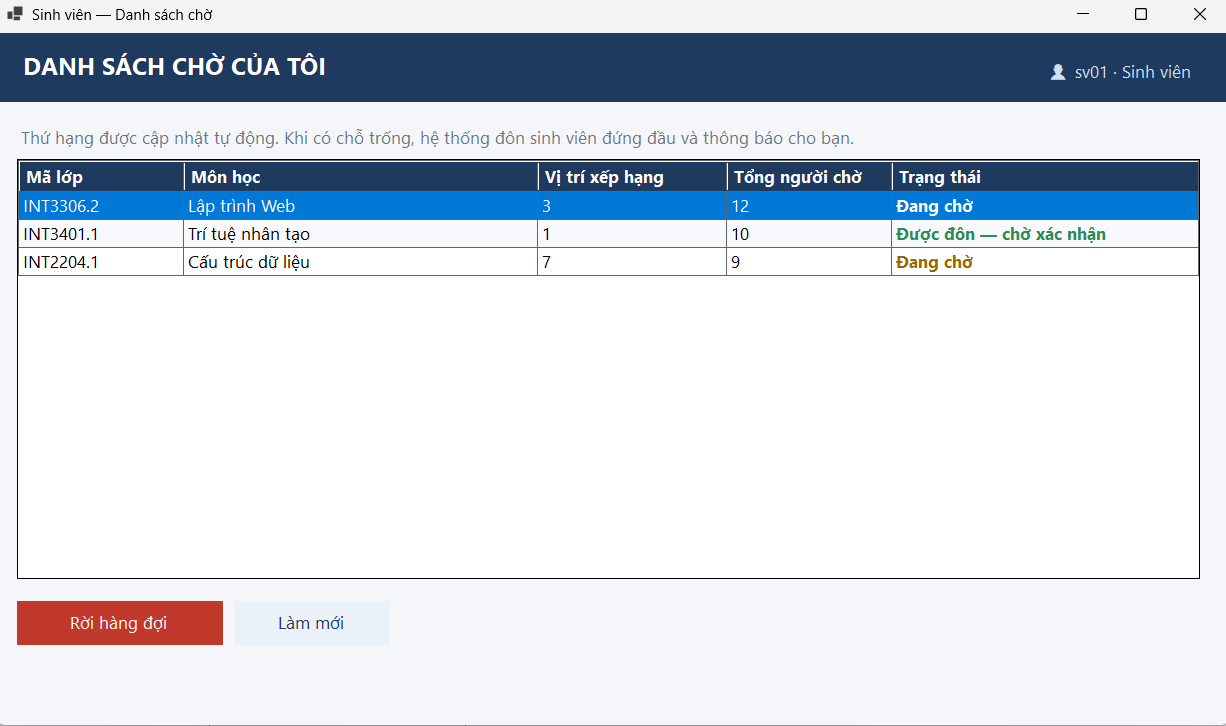 Sinh viên — Danh sách chờ
DANH SÁCH CHỜ CỦA TÔI
sv01 · Sinh viên
Thứ hạng được cập nhật tự động. Khi có chỗ trống, hệ thống đôn sinh viên đứng đầu và thông báo cho bạn.
Mã lớp Môn học Vị trí xếp hạng Tổng người chờ Trạng thái
INT3306.2 Lập trình Web 3 12 Đang chờ
INT3401.1 Trí tuệ nhân tạo 1 10 Được đôn — chờ xác nhận
INT2204.1 Cấu trúc dữ liệu 7 9 Đang chờ
Rời hàng đợi Làm mới